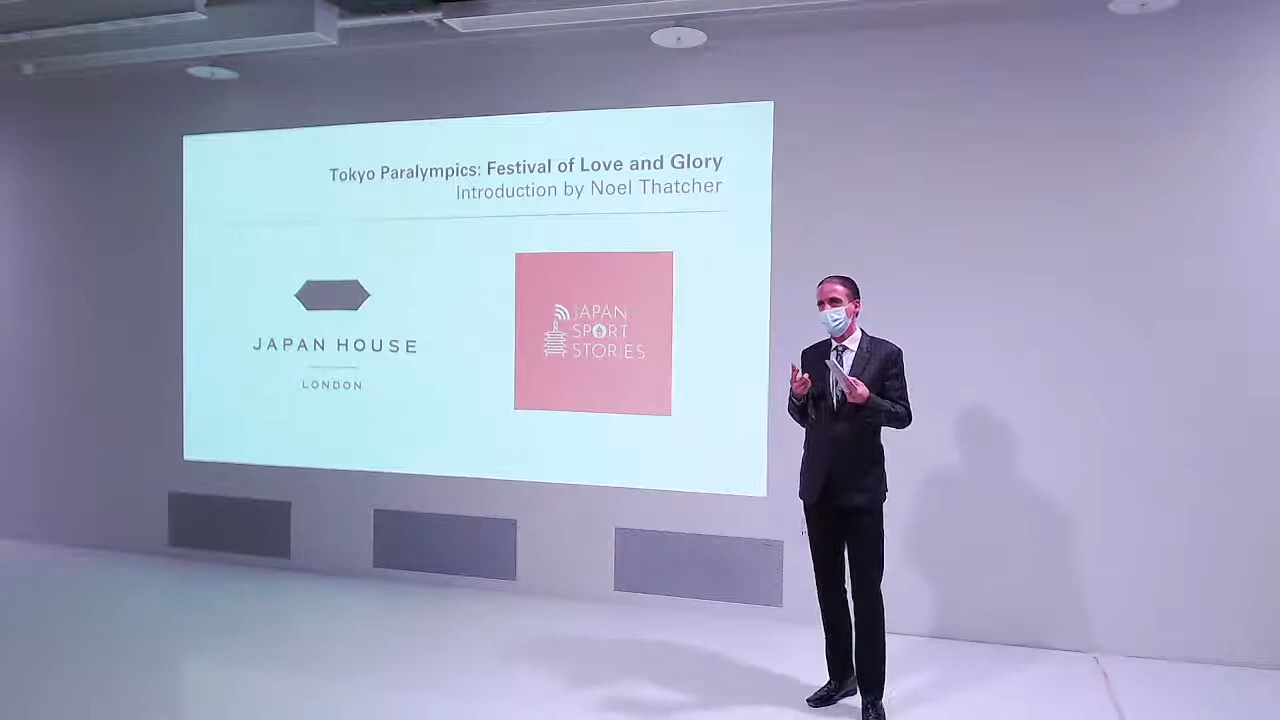 Tokyo Paralympics: Festival of Love and Glory
Introduction by Noel Thatcher
JAPAN HOUSE
LONDON
JAPAN
SPORT
STORIES